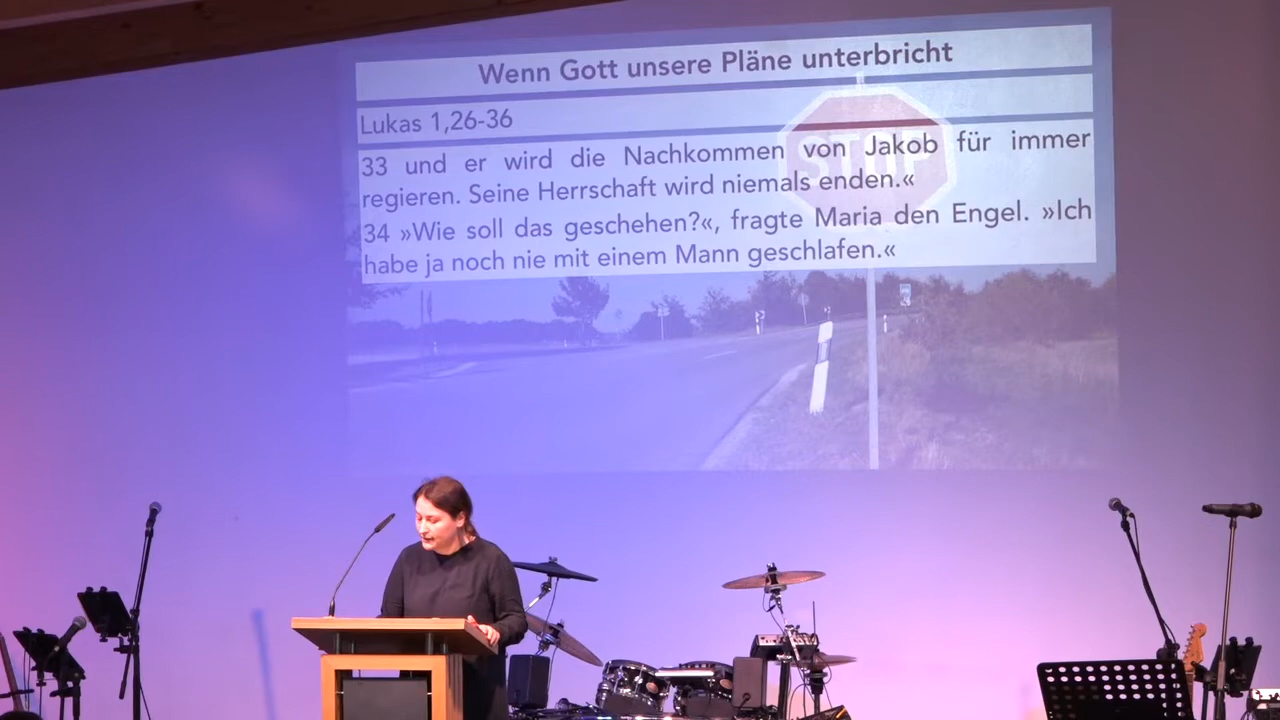 Wenn Gott unsere Pläne unterbricht
Lukas 1,26-36
33 und er wird die Nachkommen von Jakob für immer
regieren. Seine Herrschaft wird niemals enden.«
34 »Wie soll das geschehen?«, fragte Maria den Engel. »Ich
habe ja noch nie mit einem Mann geschlafen.«
STOP